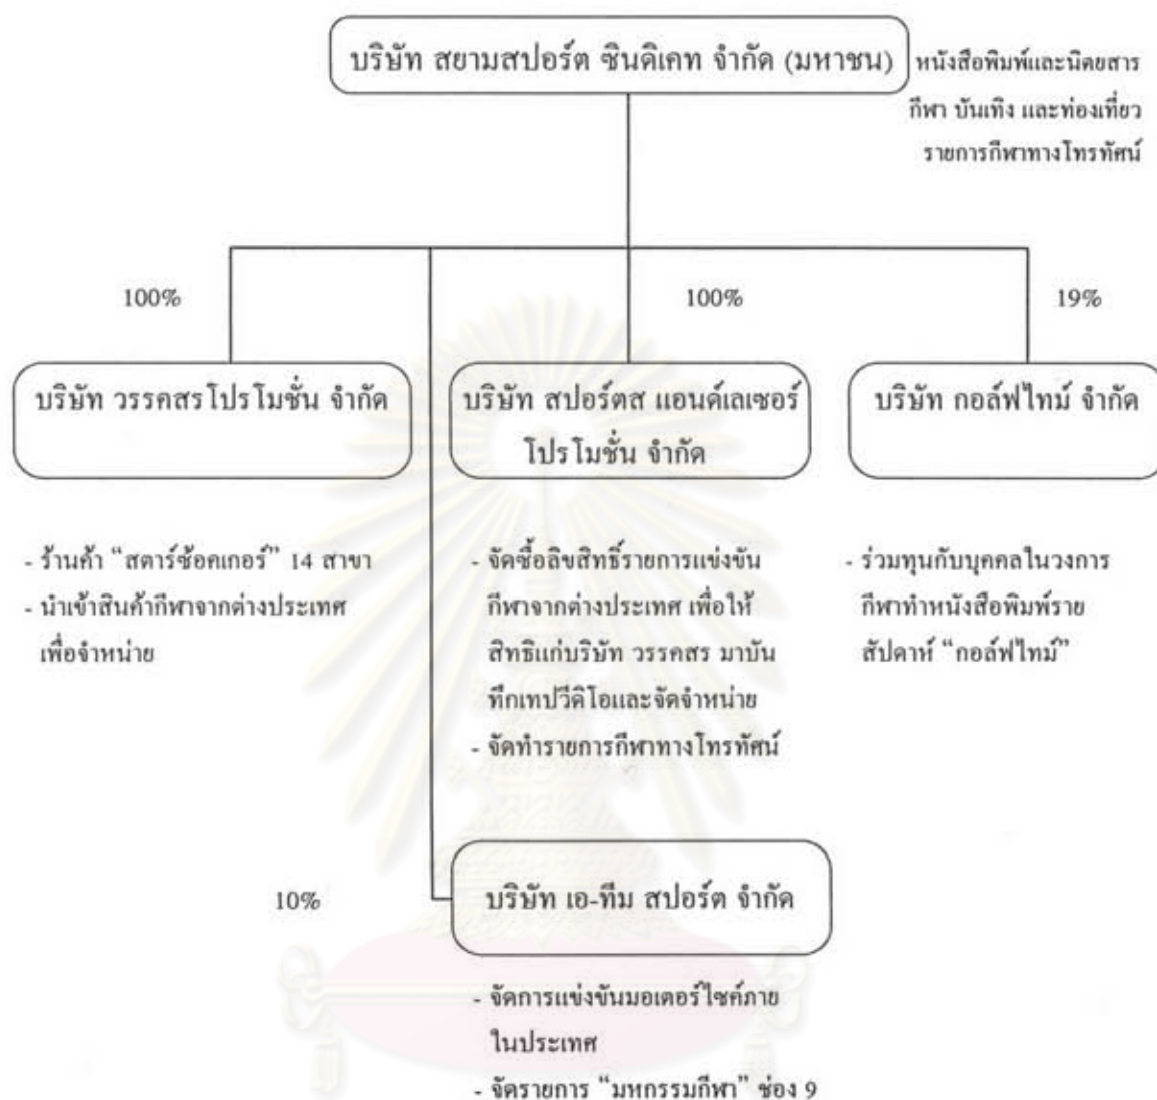 บริษัท สยามสปอร์ต ซินดิเคท จำกัด (มหาชน)
หนังสือพิมพ์และนิตยสาร
กีฬา บันเทิง และท่องเที่ยว
รายการกีฬาทางโทรทัศน์
100%
100%
19%
บริษัท วรรคสรโปรโมชั่น จำกัด
บริษัท สปอร์ตส แอนด์เลเซอร์
โปรโมชั่น จำกัด
บริษัท กอล์ฟไทม์ จำกัด
- ร้านค้า “สตาร์ซ้อคเกอร์” 14 สาขา
- นำเข้าสินค้ากีฬาจากต่างประเทศ
เพื่อจำหน่าย
- จัดซื้อลิขสิทธิ์รายการแข่งขัน
กีฬาจากต่างประเทศ เพื่อให้
สิทธิแก่บริษัท วรรคสร มาบัน
ทึกเทปวีดิโอและจัดจำหน่าย
- จัดทำรายการกีฬาทางโทรทัศน์
- ร่วมทุนกับบุคคลในวงการ
กีฬาทำหนังสือพิมพ์ราย
สัปดาห์ “กอล์ฟไทม์”
10%
บริษัท เอ-ทีม สปอร์ต จำกัด
- จัดการแข่งขันมอเตอร์ไซค์ภาย
ในประเทศ
- จัดรายการ “มหกรรมกีฬา” ช่อง 9